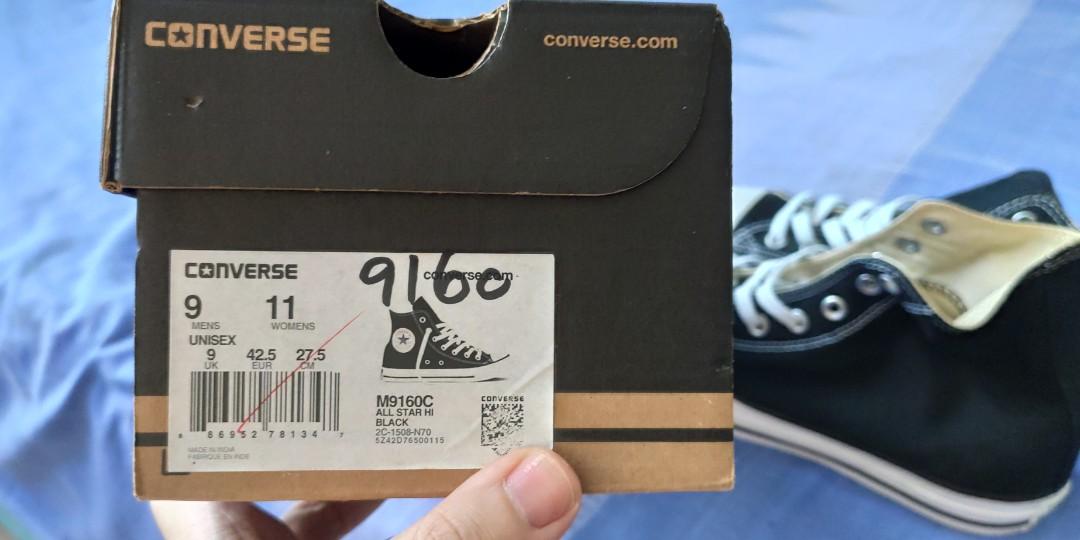 CONVERSE
converse.com
CONVERSE
converse.com
9160
9 11
MENS WOMENS
UNISEX
9 42.5 27.5
UK EUR CM
8 86952 78134 7
MADE IN INDIA
FABRIQUE EN INDE
M9160C
ALL STAR HI
BLACK
2C-1508-N70
5Z42D76500115
CONVERSE